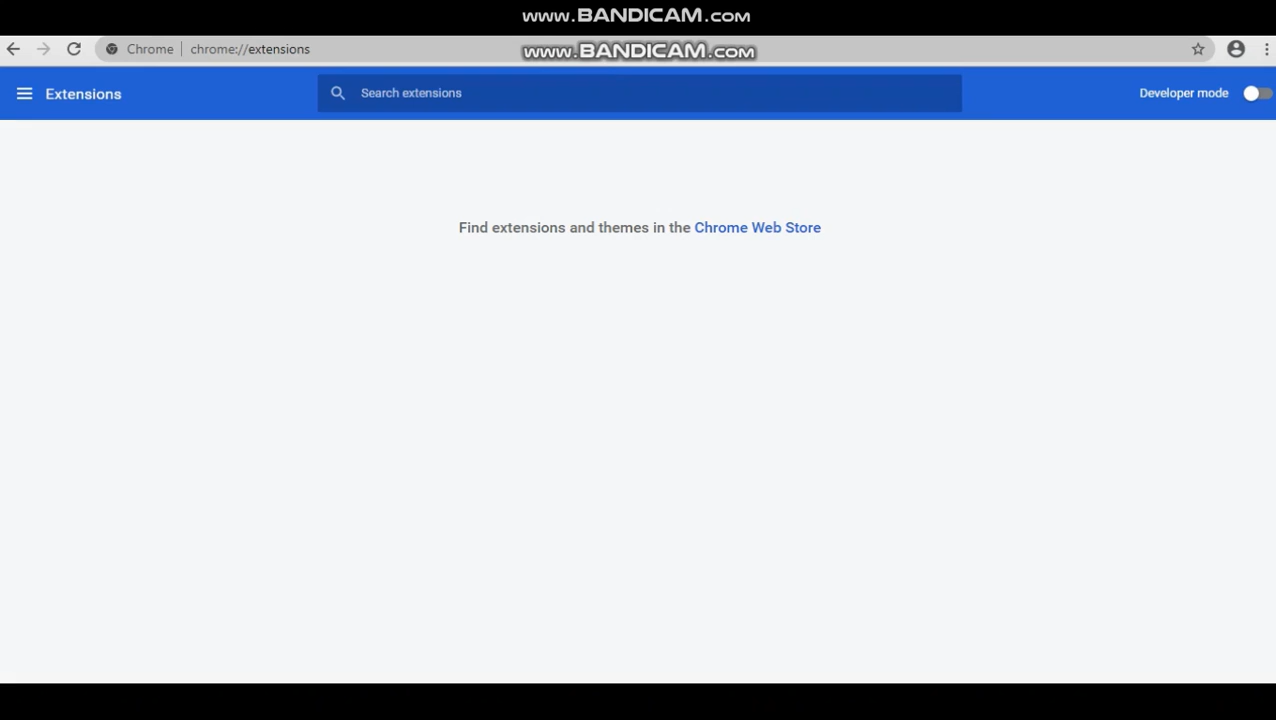 www.BANDICAM.com
Chrome chrome://extensions
www.BANDICAM.com
Extensions
Search extensions
Developer mode
Find extensions and themes in the Chrome Web Store